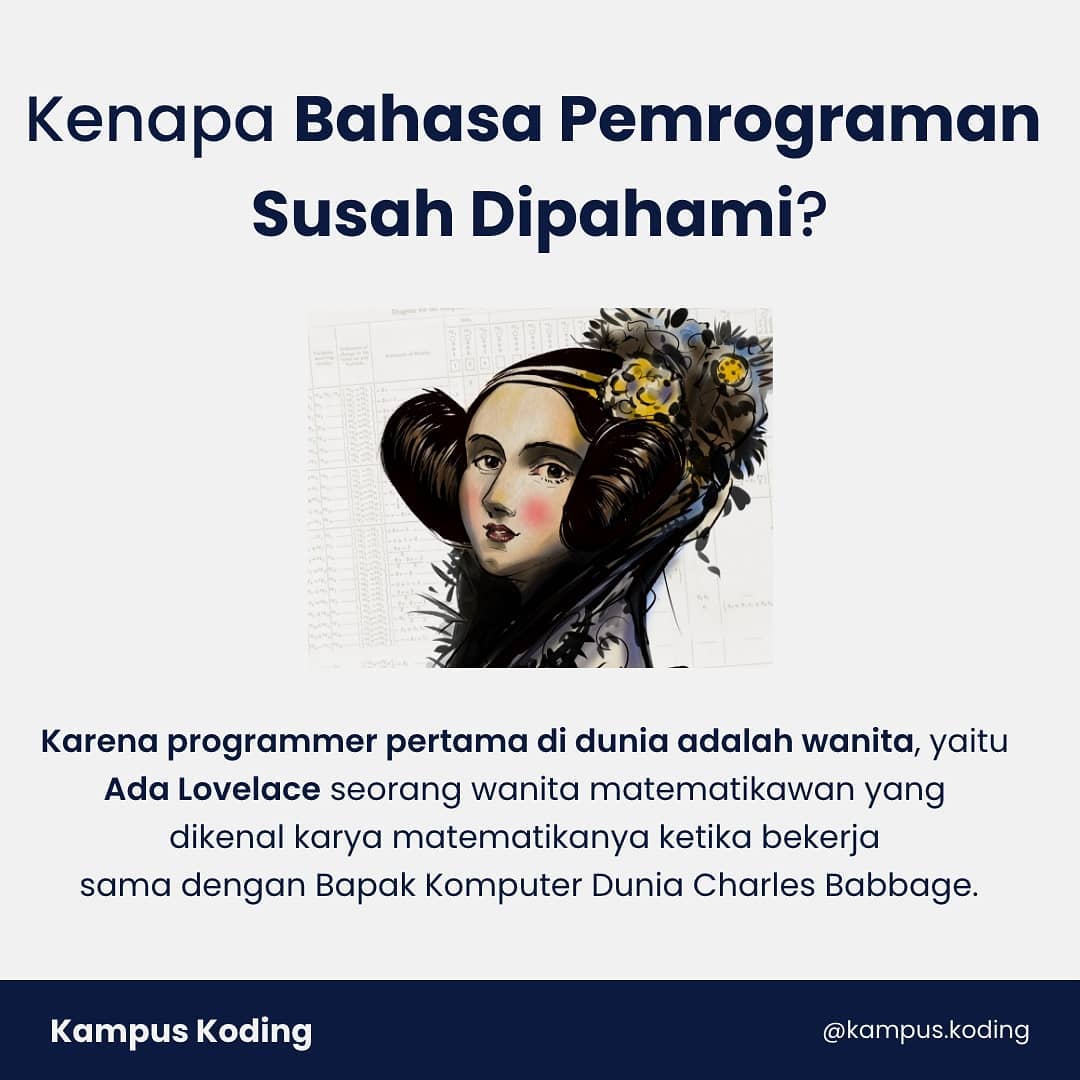 Kenapa Bahasa Pemrograman
Susah Dipahami?
Karena programmer pertama di dunia adalah wanita, yaitu
Ada Lovelace seorang wanita matematikawan yang
dikenal karya matematikanya ketika bekerja
sama dengan Bapak Komputer Dunia Charles Babbage.
Kampus Koding
@kampus.koding